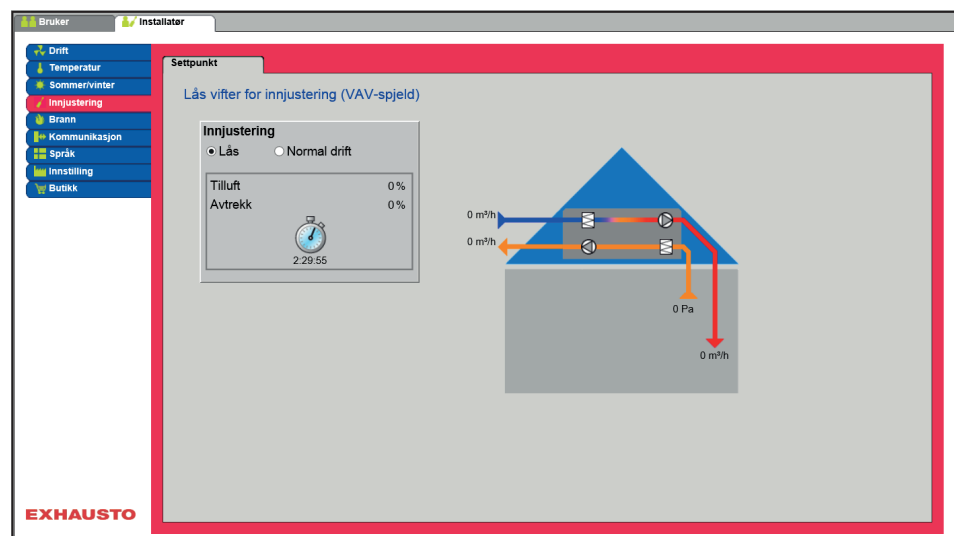 Bruker
Installatør
Drift
Temperatur
Sommer/vinter
Innjustering
Brann
Kommunikasjon
Språk
Innstilling
Butikk
Settpunkt
Lås vifter for innjustering (VAV-spjeld)
Innjustering
Lås Normal drift
Tilluft 0 %
Avtrekk 0 %
2:29:55
0 m³/h
0 m³/h
0 Pa
0 m³/h
EXHAUSTO